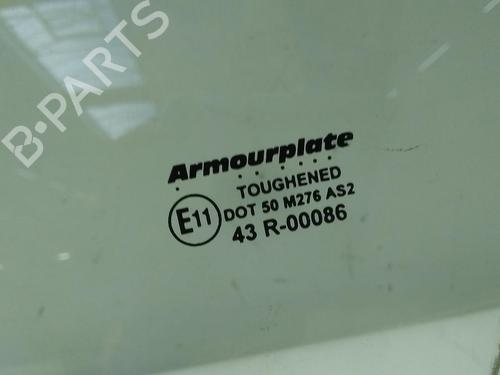 B-PARTS
Armourplate
TOUGHENED
E11
DOT 50 M276 AS2
43 R-00086